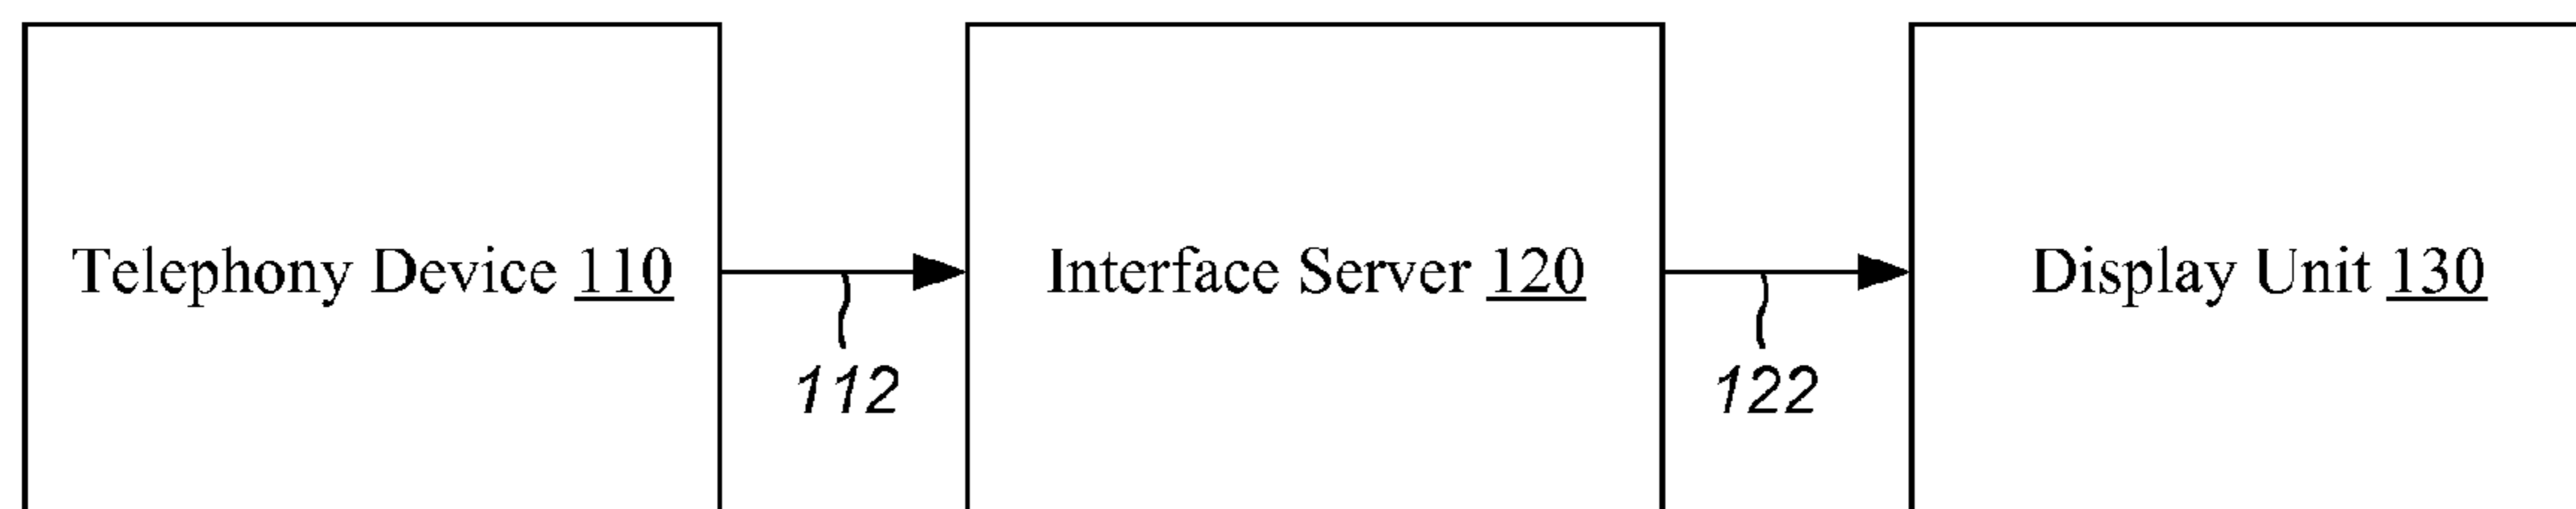 Telephony Device 110
Interface Server 120
Display Unit 130
112
122